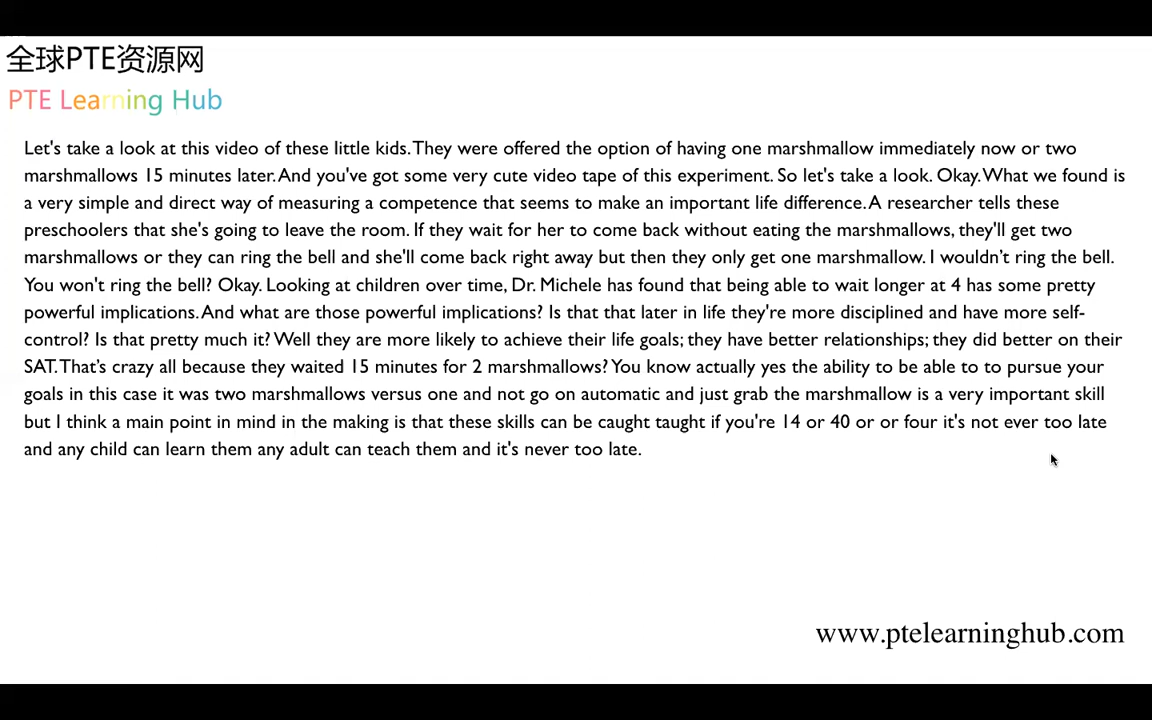 全球PTE资源网
PTE Learning Hub
Let's take a look at this video of these little kids. They were offered the option of having one marshmallow immediately now or two
marshmallows 15 minutes later. And you've got some very cute video tape of this experiment. So let's take a look. Okay. What we found is
a very simple and direct way of measuring a competence that seems to make an important life difference. A researcher tells these
preschoolers that she's going to leave the room. If they wait for her to come back without eating the marshmallows, they'll get two
marshmallows or they can ring the bell and she'll come back right away but then they only get one marshmallow. I wouldn’t ring the bell.
You won't ring the bell? Okay. Looking at children over time, Dr. Michele has found that being able to wait longer at 4 has some pretty
powerful implications. And what are those powerful implications? Is that that later in life they're more disciplined and have more self-
control? Is that pretty much it? Well they are more likely to achieve their life goals; they have better relationships; they did better on their
SAT. That’s crazy all because they waited 15 minutes for 2 marshmallows? You know actually yes the ability to be able to to pursue your
goals in this case it was two marshmallows versus one and not go on automatic and just grab the marshmallow is a very important skill
but I think a main point in mind in the making is that these skills can be caught taught if you're 14 or 40 or or four it's not ever too late
and any child can learn them any adult can teach them and it's never too late.
www.ptelearninghub.com